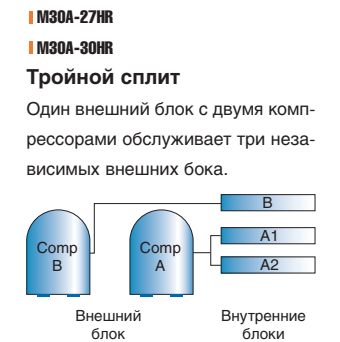 M30A-27HR
M30A-30HR
Тройной сплит
Один внешний блок с двумя комп-
рессорами обслуживает три неза-
висимых внешних бока.
B
Comp
B
Comp
A
A1
A2
Внешний
блок
Внутренние
блоки